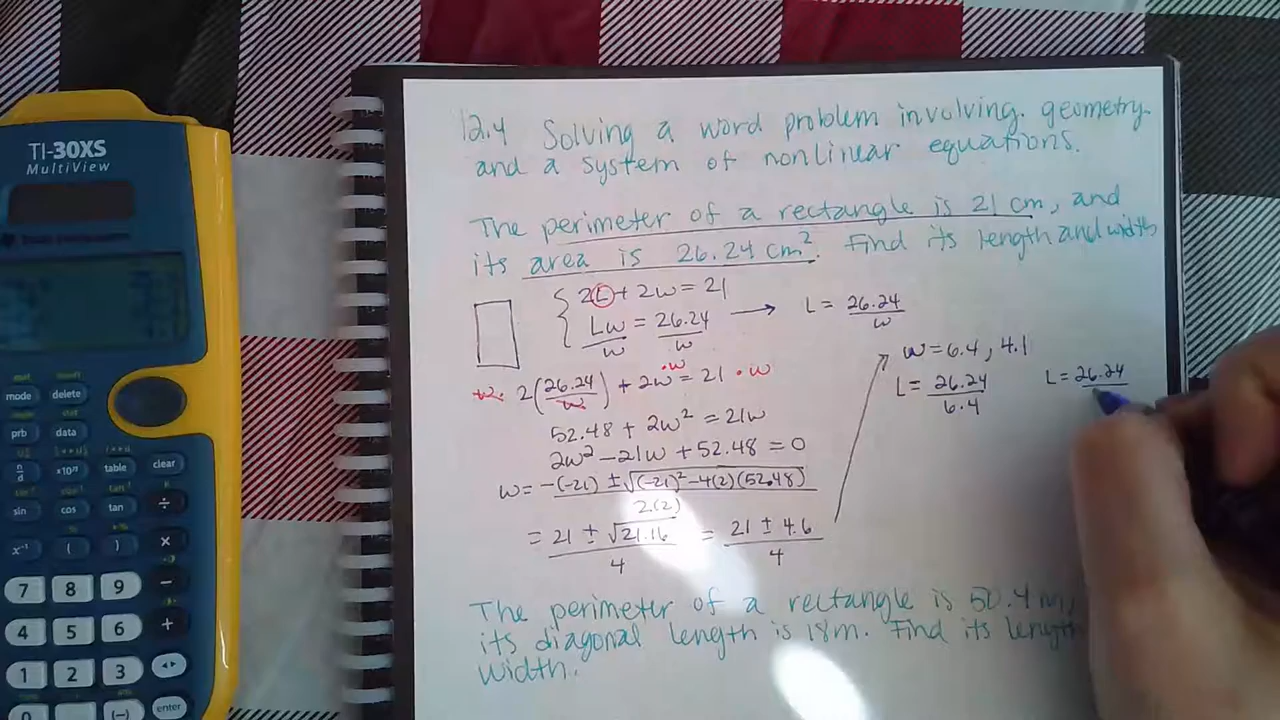 TI-30XS
MultiView
mode
delete
prb
data
n/d
×10ⁿ
table
clear
÷
sin
cos
tan
x⁻¹
(
)
×
7
8
9
−
4
5
6
+
1
2
3
0
(−)
enter
12.4 Solving a word problem involving geometry
and a system of nonlinear equations.
The perimeter of a rectangle is 21 cm, and
its area is 26.24 cm². Find its length and width
2L + 2w = 21
Lw = 26.24 → L = 26.24/w
w w
w· 2(26.24/w) + 2w·w = 21·w
52.48 + 2w² = 21w
2w² − 21w + 52.48 = 0
w = −(−21) ± √(−21)² − 4(2)(52.48)
2(2)
= 21 ± √21.16 = 21 ± 4.6
4 4
w = 6.4, 4.1
L = 26.24 L = 26.24
6.4
The perimeter of a rectangle is 50.4 m,
its diagonal length is 18m. Find its length
width.